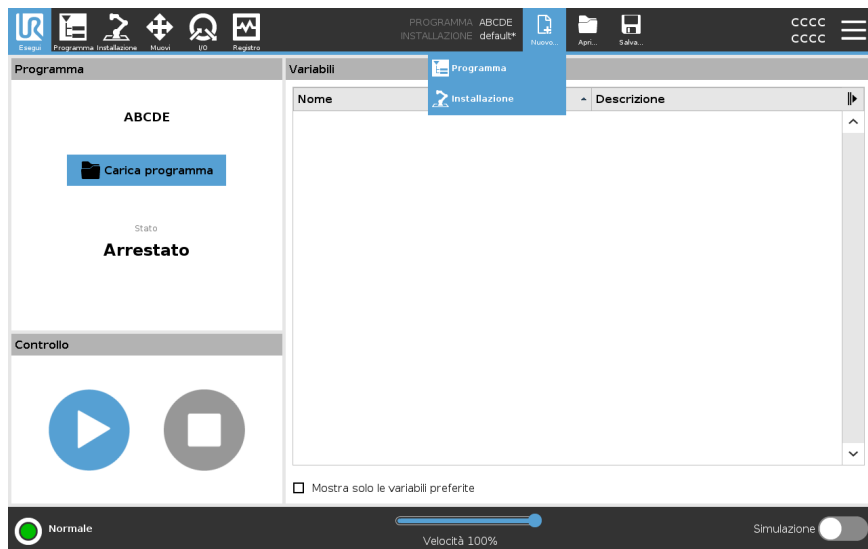 UR
PROGRAMMA ABCDE
INSTALLAZIONE default*
CCCC
CCCC
Esegui Programma Installazione Muovi I/O Registro
Nuovo... Apri... Salva...
Programma
Installazione
Programma
Variabili
ABCDE
Carica programma
Stato
Arrestato
Nome
Descrizione
Controllo
Mostra solo le variabili preferite
Normale
Velocità 100%
Simulazione